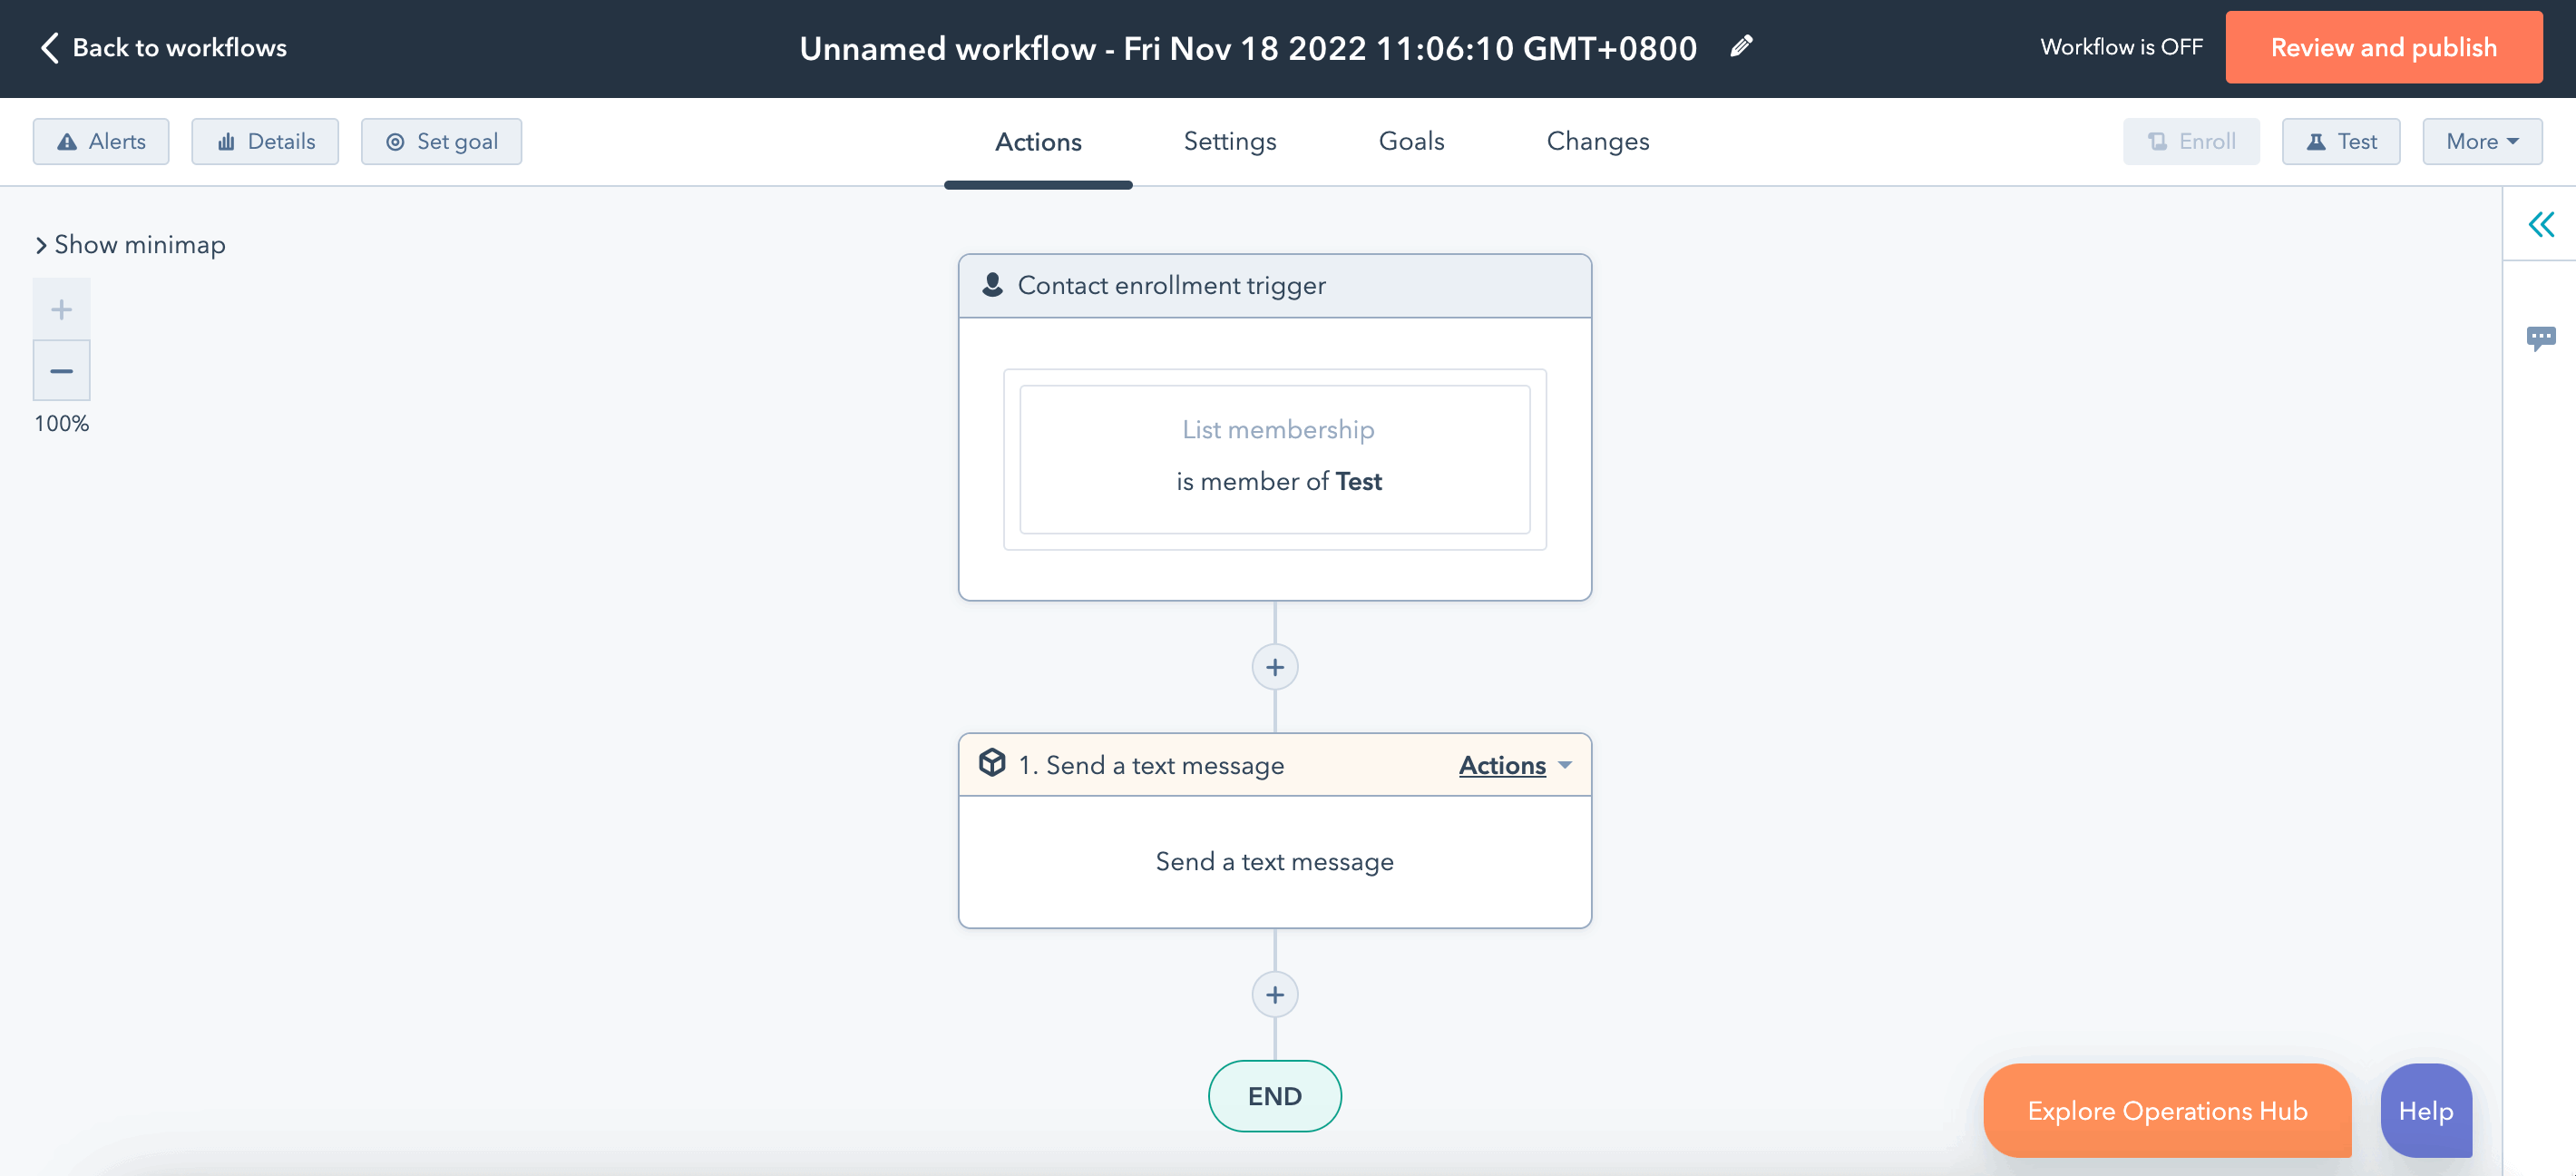 Back to workflows
Unnamed workflow - Fri Nov 18 2022 11:06:10 GMT+0800
Workflow is OFF
Review and publish
Alerts
Details
Set goal
Actions
Settings
Goals
Changes
Enroll
Test
More
Show minimap
100%
Contact enrollment trigger
List membership
is member of Test
1. Send a text message
Actions
Send a text message
END
Explore Operations Hub
Help